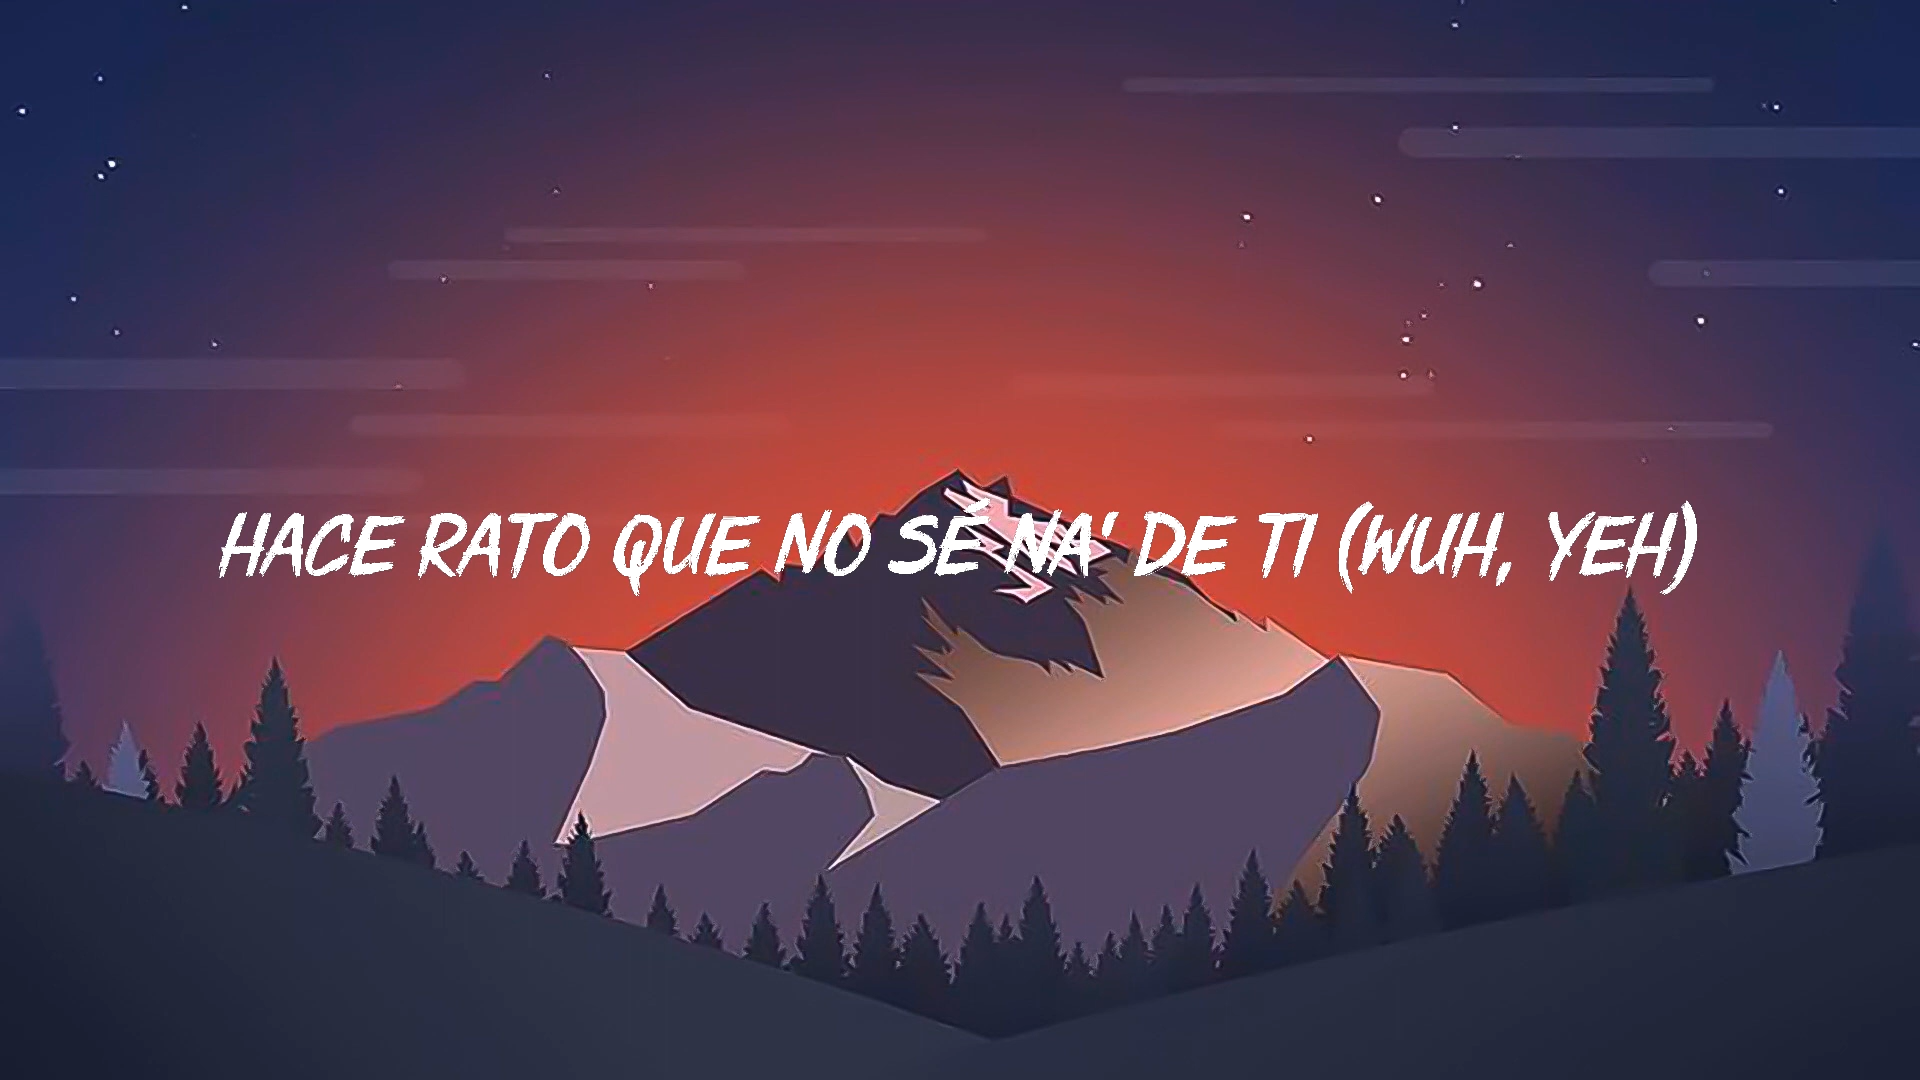 HACE RATO QUE NO SÉ NA' DE TI (WUH, YEH)